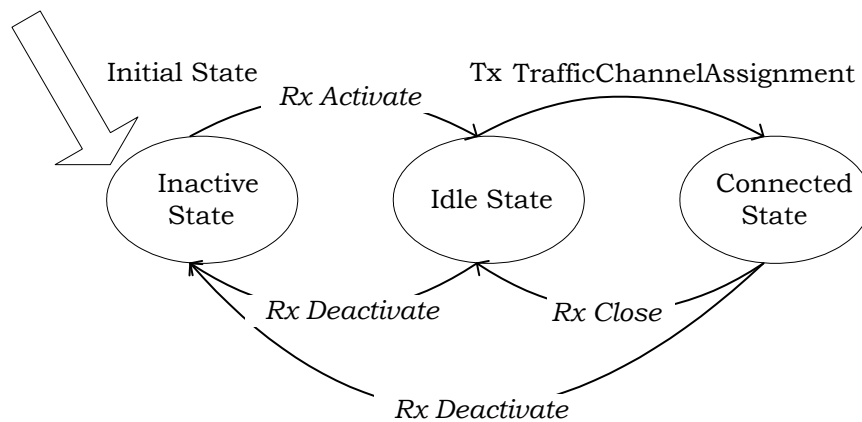 Initial State
Tx TrafficChannelAssignment
Rx Activate
Inactive
State
Idle State
Connected
State
Rx Deactivate
Rx Close
Rx Deactivate